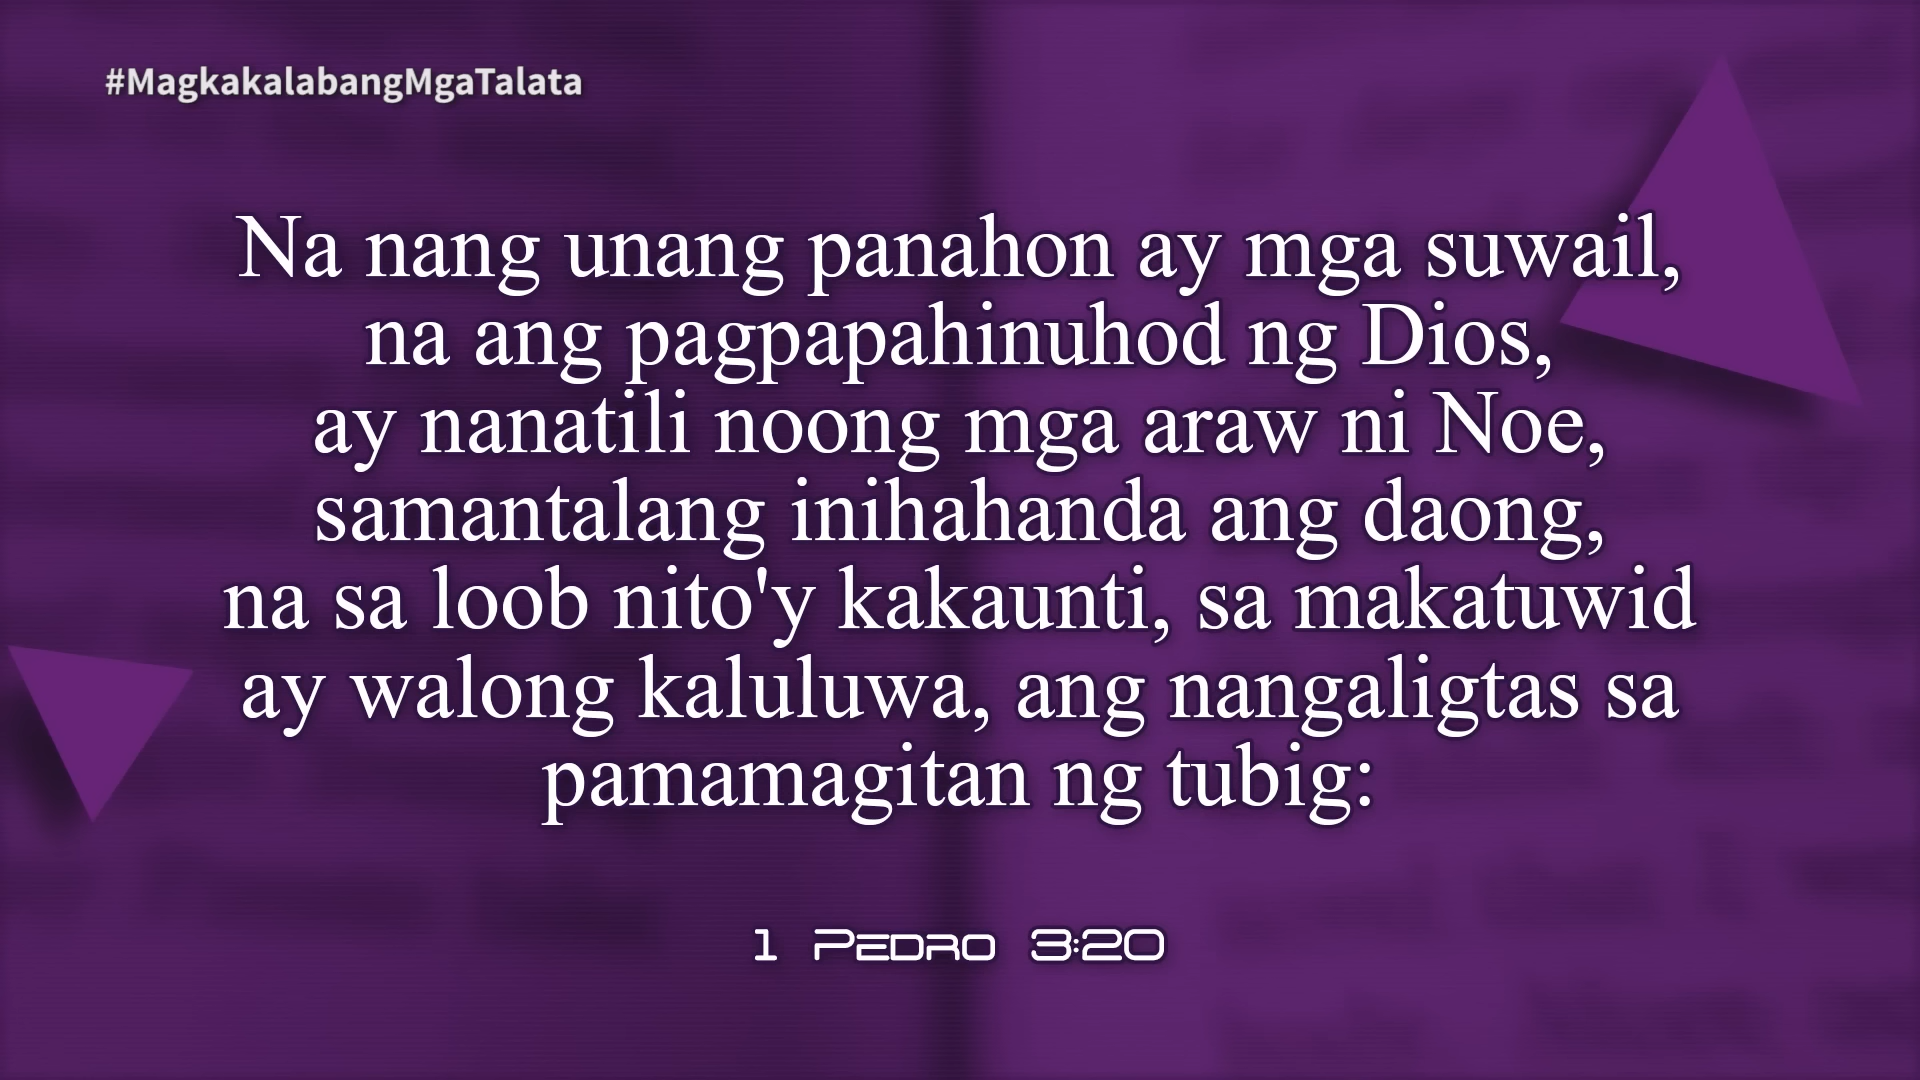 #MagkakalabangMgaTalata
Na nang unang panahon ay mga suwail,
na ang pagpapahinuhod ng Dios,
ay nanatili noong mga araw ni Noe,
samantalang inihahanda ang daong,
na sa loob nito'y kakaunti, sa makatuwid
ay walong kaluluwa, ang nangaligtas sa
pamamagitan ng tubig:
1 Pedro 3:20